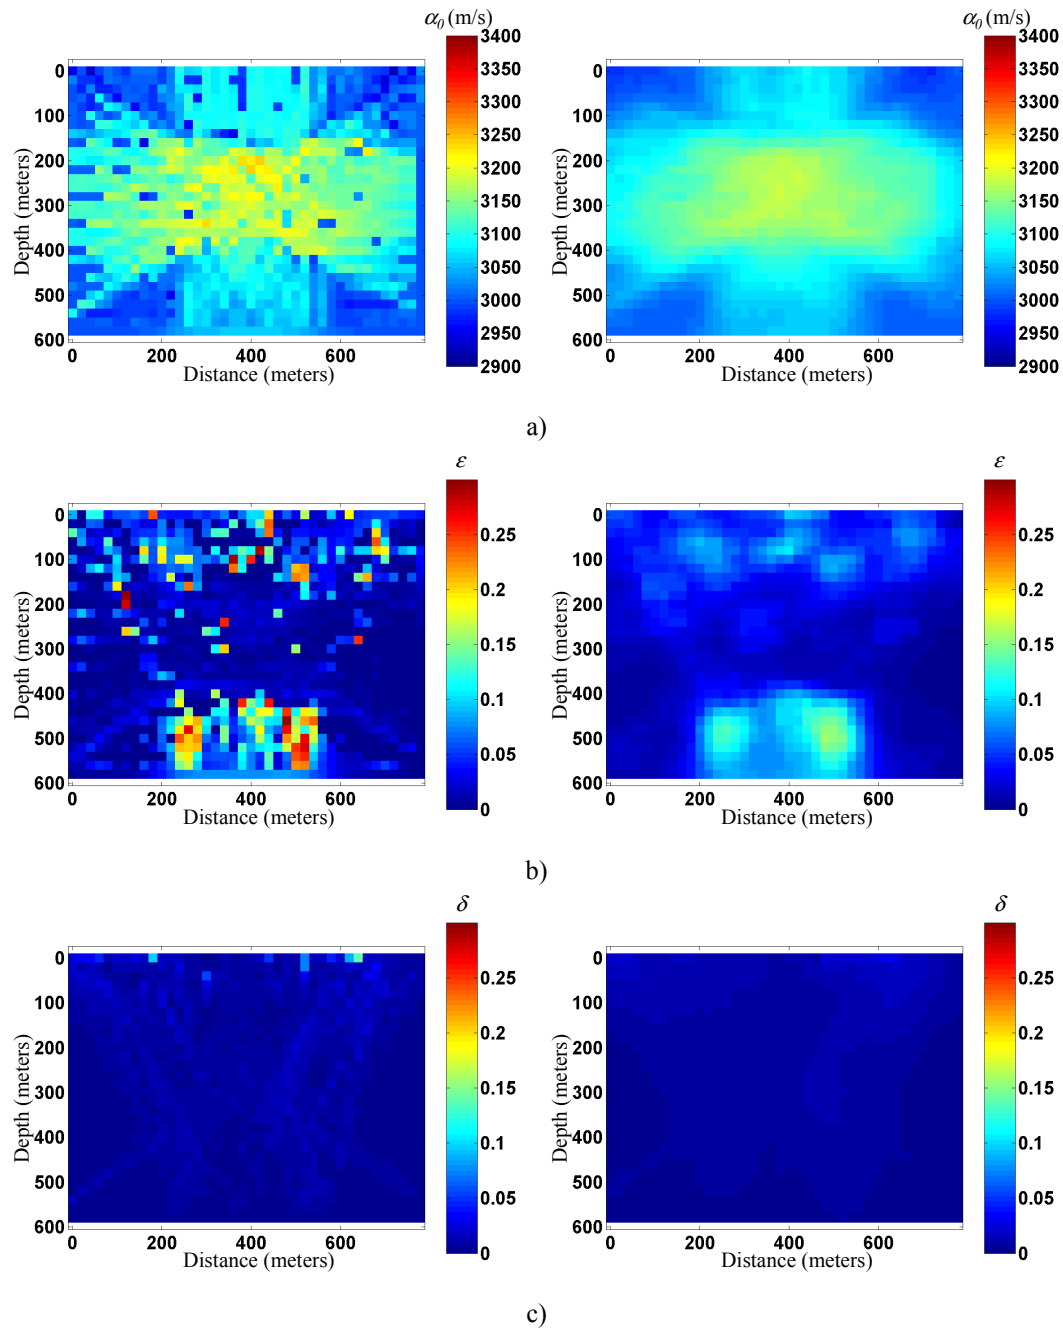 α₀ (m/s) α₀ (m/s)
3400 3400
3350 3350
0 3300 0 3300
100 3250 100 3250
3200 3200
200 3150 200 3150
300 3100 300 3100
400 3050 400 3050
500 3000 500 3000
2950 2950
600 2900 600 2900
0 200 400 600 0 200 400 600
Depth (meters) Depth (meters)
Distance (meters) Distance (meters)
a)
ε ε
0 0.25 0 0.25
100 0.2 100 0.2
200 0.15 200 0.15
300 300
400 0.1 400 0.1
500 0.05 500 0.05
600 0 600 0
0 200 400 600 0 200 400 600
Depth (meters) Depth (meters)
Distance (meters) Distance (meters)
b)
δ δ
0 0.25 0 0.25
100 0.2 100 0.2
200 0.15 200 0.15
300 300
400 0.1 400 0.1
500 0.05 500 0.05
600 0 600 0
0 200 400 600 0 200 400 600
Depth (meters) Depth (meters)
Distance (meters) Distance (meters)
c)